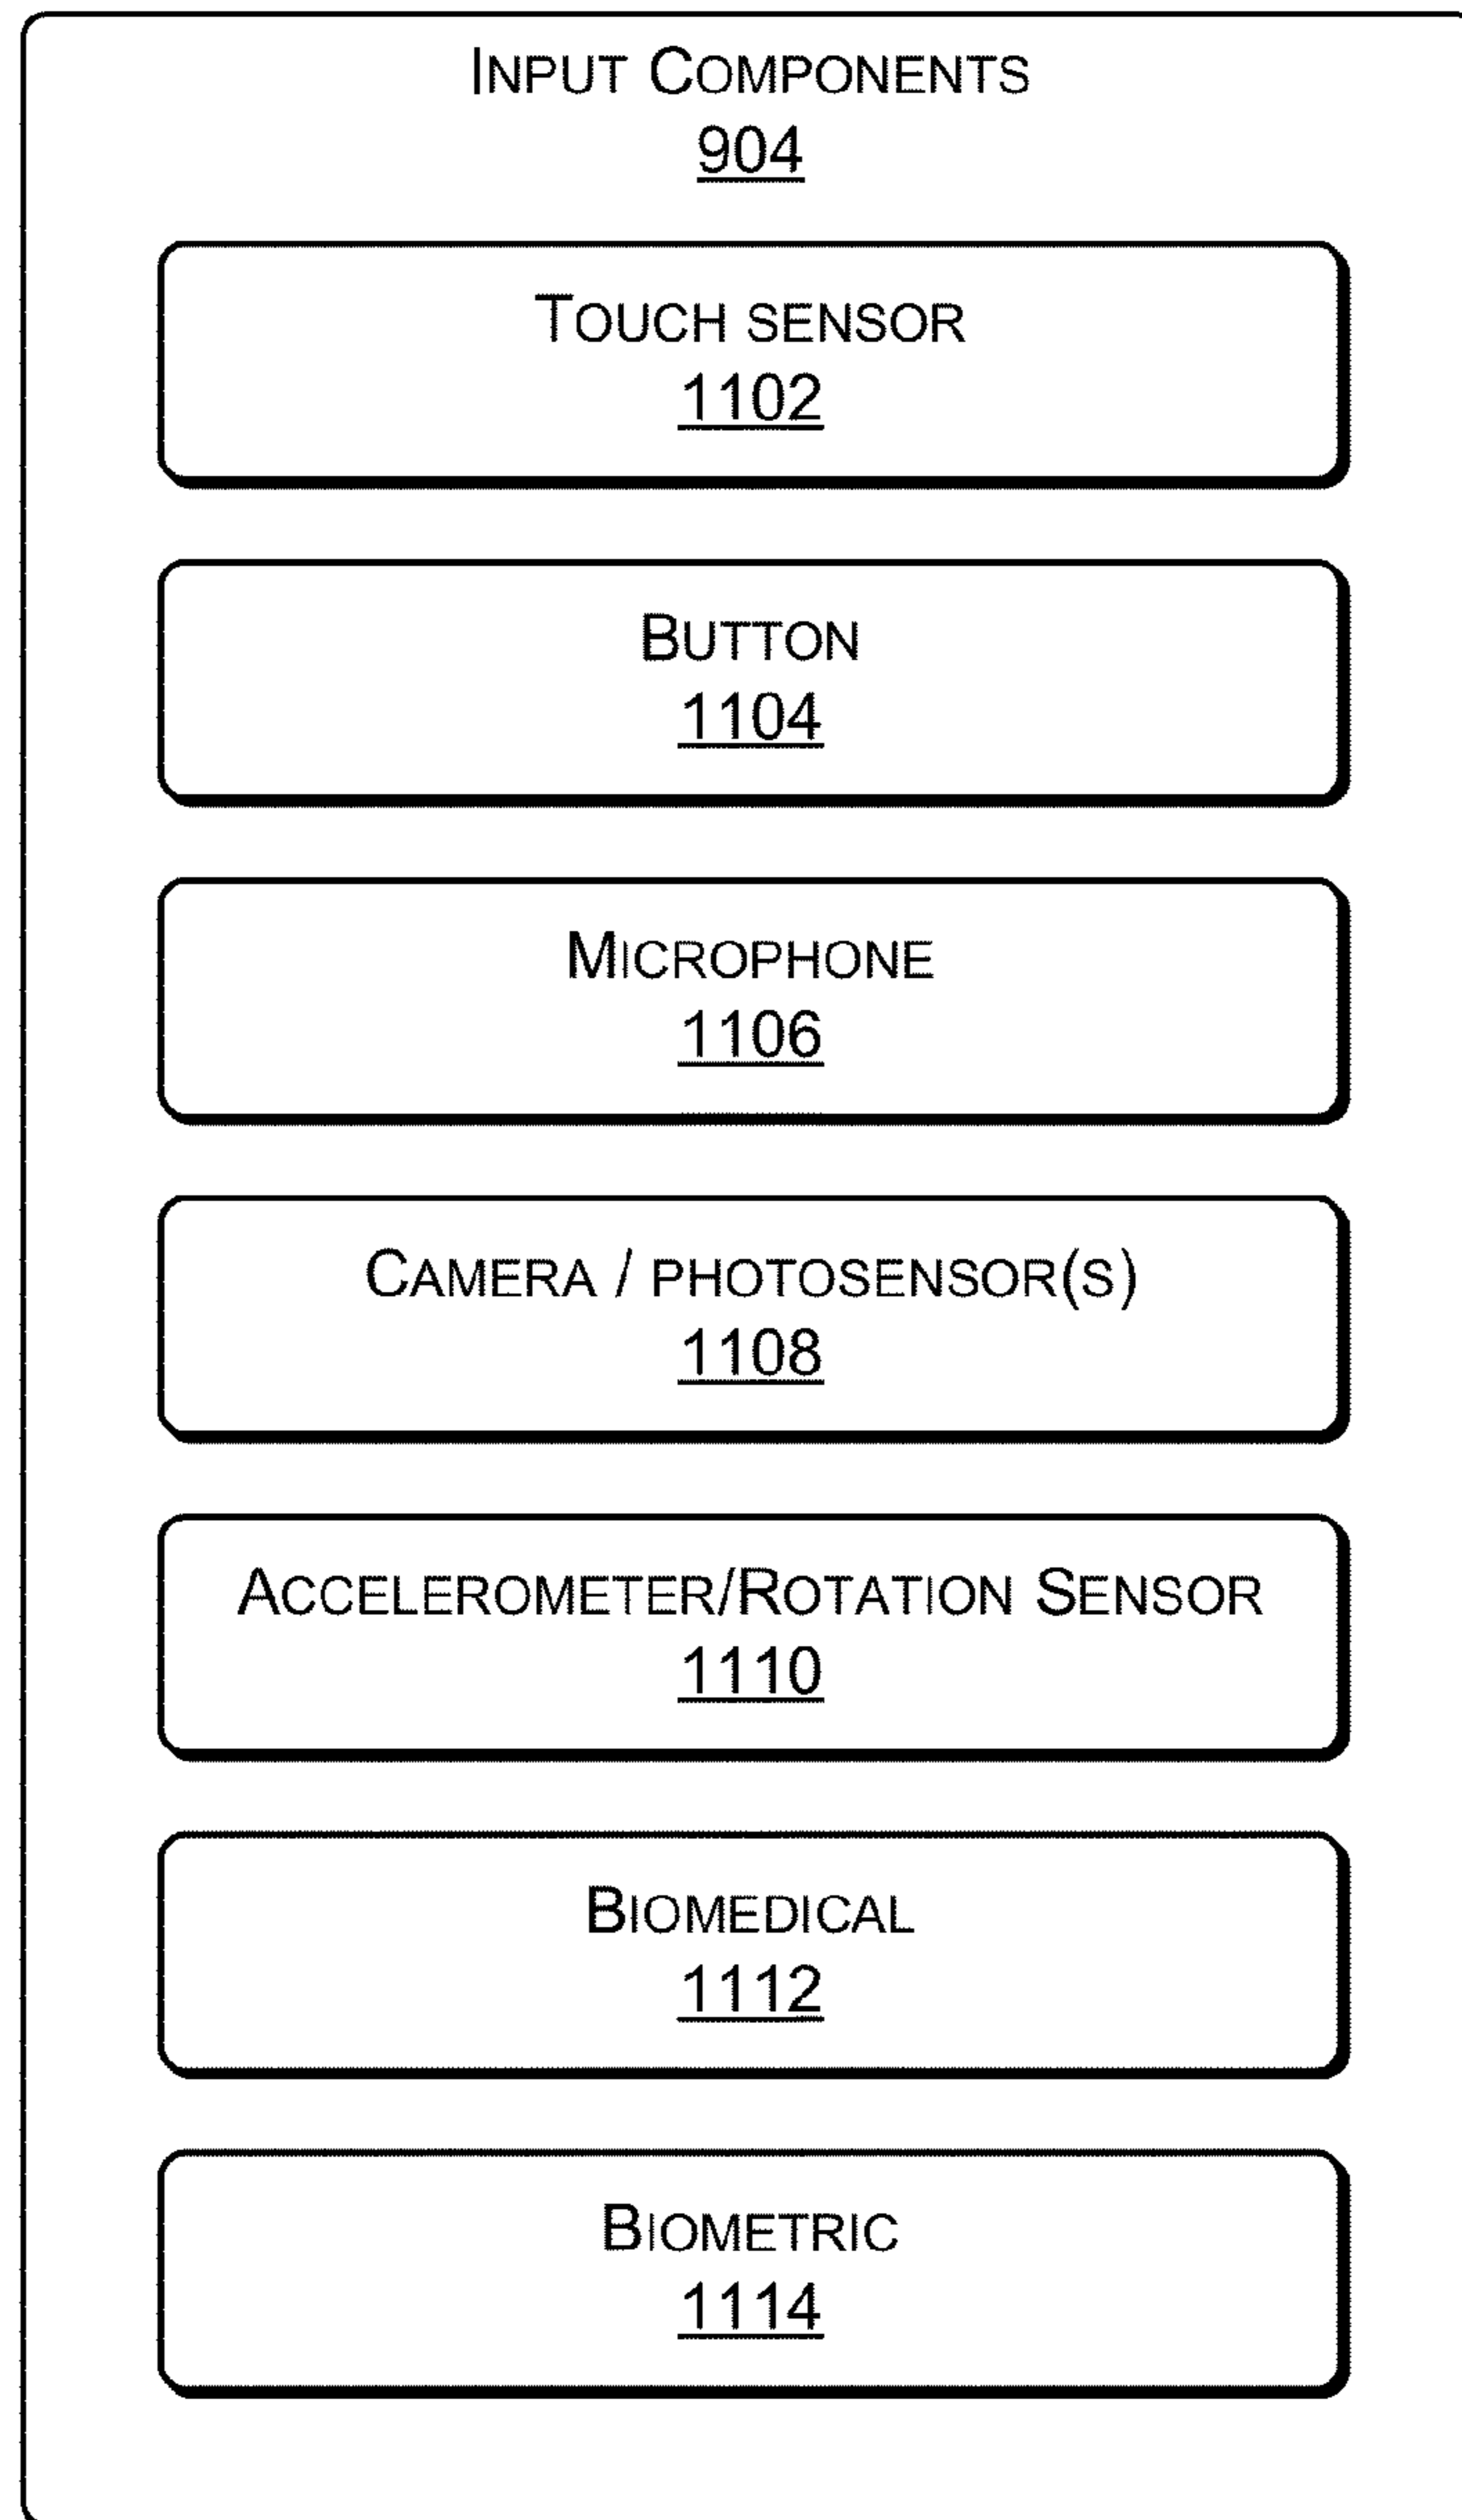 INPUT COMPONENTS
904
TOUCH SENSOR
1102
BUTTON
1104
MICROPHONE
1106
CAMERA / PHOTOSENSOR(S)
1108
ACCELEROMETER/ROTATION SENSOR
1110
BIOMEDICAL
1112
BIOMETRIC
1114